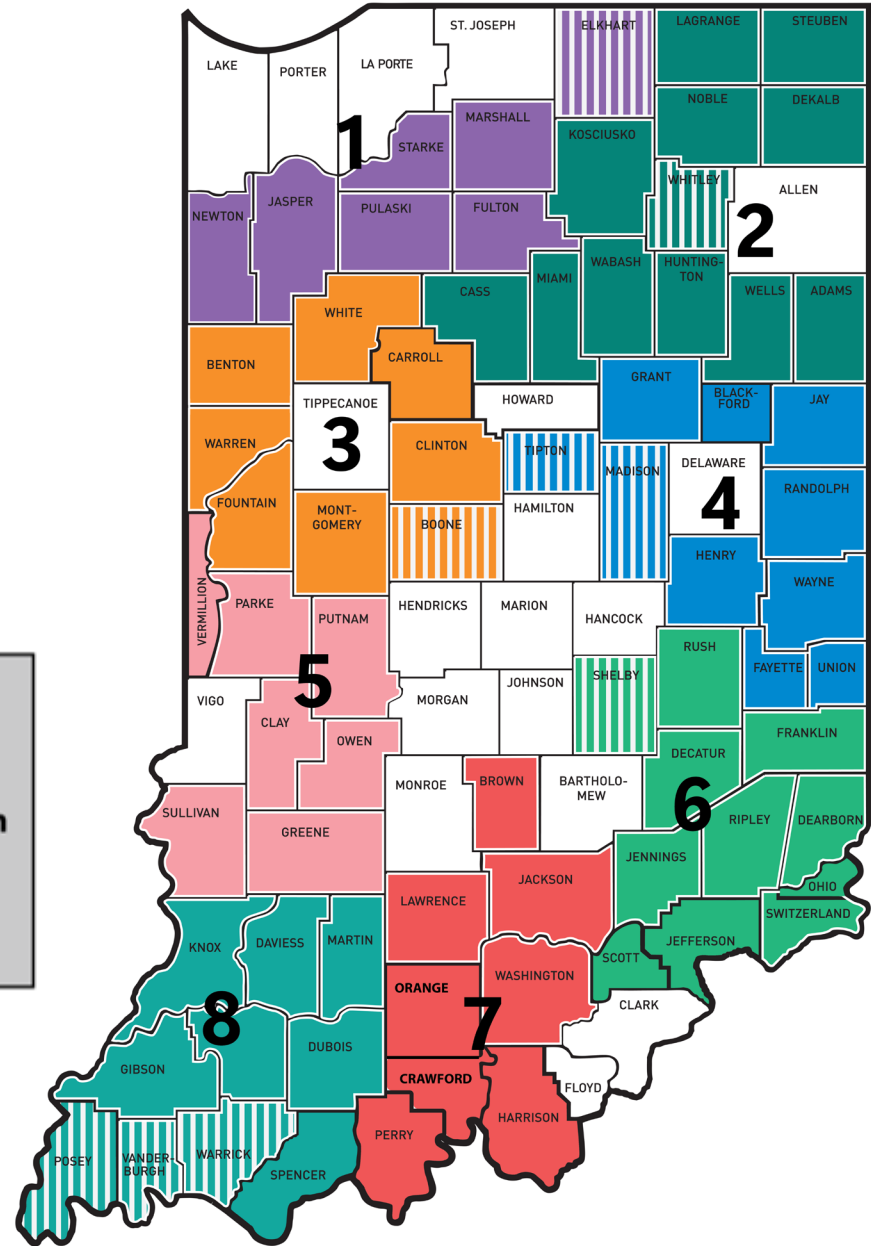 ST. JOSEPH
ELKHART
LAGRANGE
STEUBEN
LAKE
PORTER
LA PORTE
NOBLE
DEKALB
MARSHALL
1
STARKE
KOSCIUSKO
WHITLEY
ALLEN
NEWTON
JASPER
PULASKI
FULTON
2
WABASH
HUNTING-
TON
MIAMI
CASS
WELLS
ADAMS
WHITE
BENTON
CARROLL
GRANT
BLACK-
FORD
JAY
TIPPECANOE
HOWARD
3
WARREN
CLINTON
TIPTON
MADISON
DELAWARE
4
RANDOLPH
FOUNTAIN
MONT-
GOMERY
BOONE
HAMILTON
HENRY
WAYNE
VERMILLION
PARKE
PUTNAM
HENDRICKS
MARION
HANCOCK
RUSH
FAYETTE
UNION
5
VIGO
CLAY
MORGAN
JOHNSON
SHELBY
OWEN
DECATUR
FRANKLIN
MONROE
BROWN
BARTHOLO-
MEW
6
RIPLEY
DEARBORN
SULLIVAN
n
GREENE
JENNINGS
JACKSON
OHIO
LAWRENCE
SWITZERLAND
KNOX
DAVIESS
MARTIN
JEFFERSON
SCOTT
WASHINGTON
ORANGE
7
CLARK
8
DUBOIS
GIBSON
CRAWFORD
FLOYD
HARRISON
PERRY
POSEY
VANDER-
BURGH
WARRICK
SPENCER